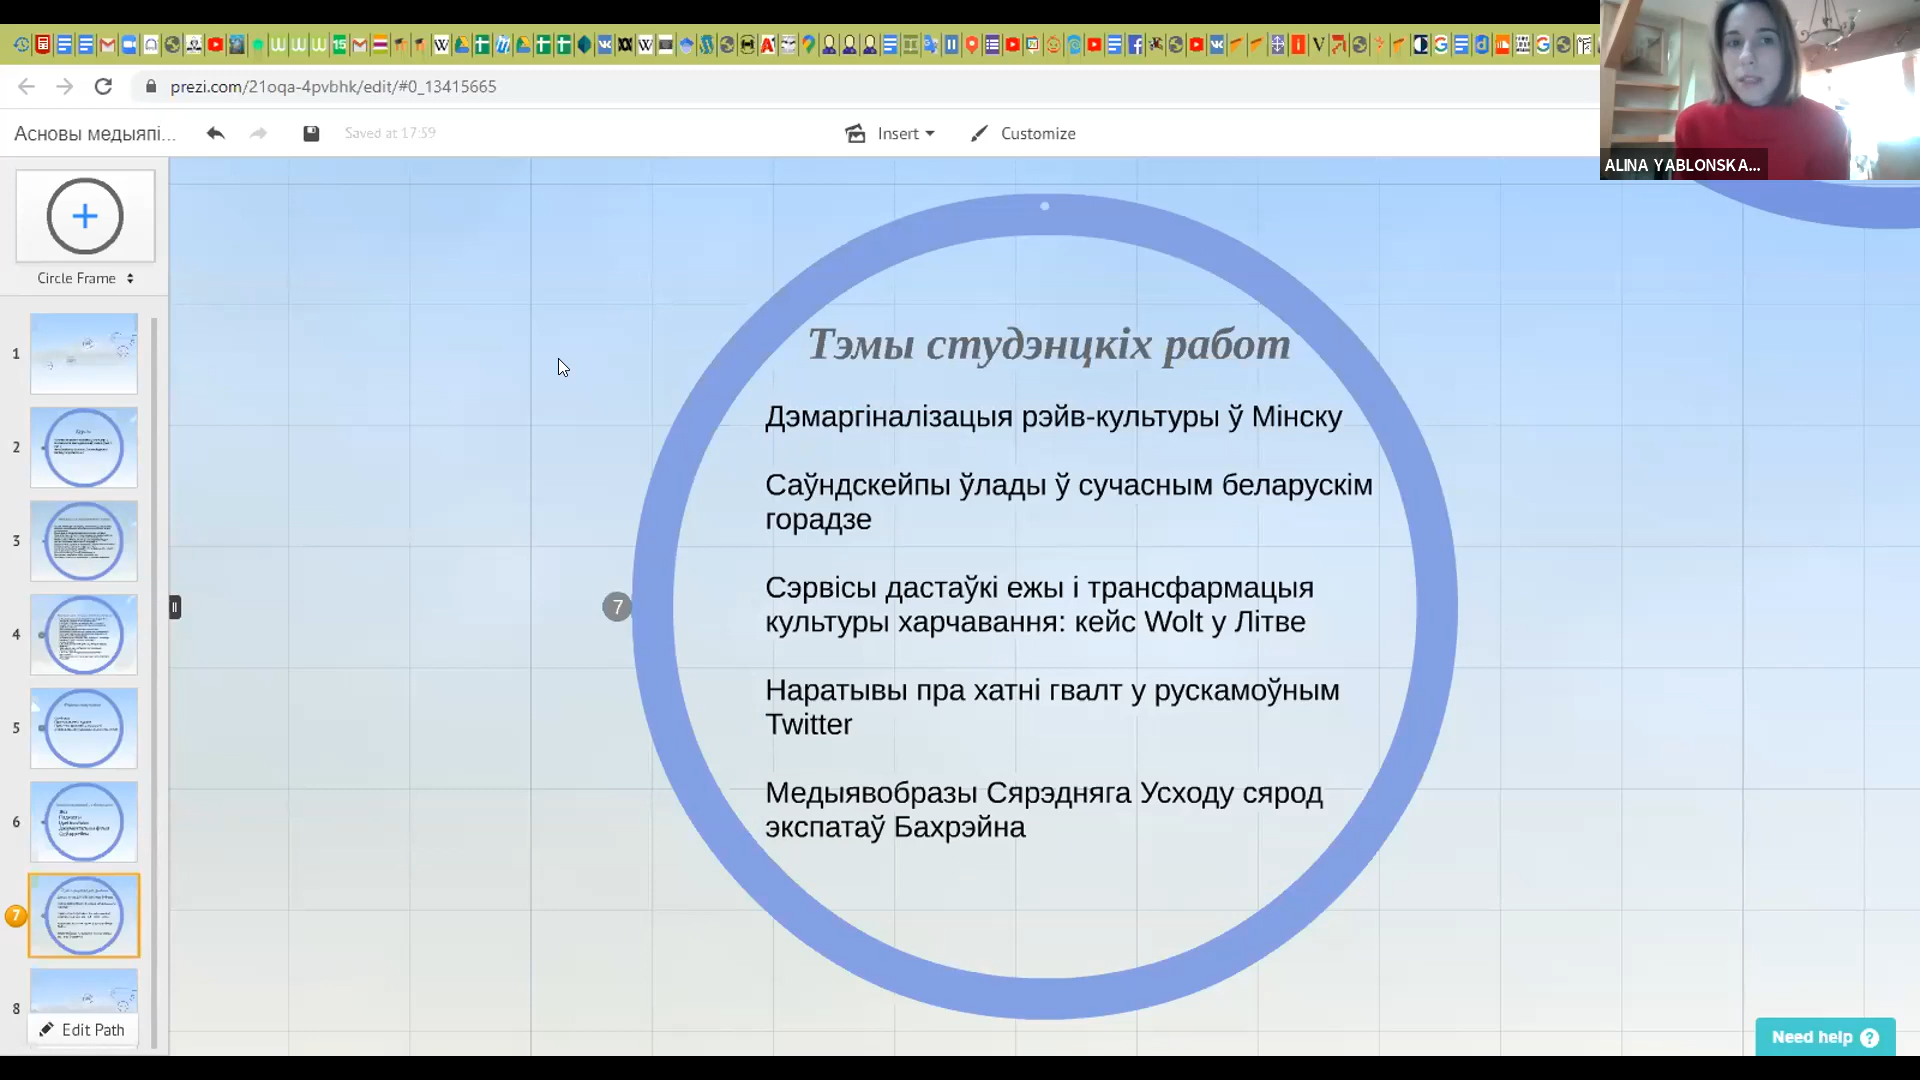 prezi.com/21oqa-4pvbhk/edit/#0_13415665
Асновы медыяпі...
Saved at 17:59
Insert
Customize
ALINA YABLONSKA...
Circle Frame
1
2
3
4
5
6
7
8
Edit Path
7
Тэмы студэнцкіх работ
Дэмаргіналізацыя рэйв-культуры ў Мінску
Саўндскейпы ўлады ў сучасным беларускім
горадзе
Сэрвісы дастаўкі ежы і трансфармацыя
культуры харчавання: кейс Wolt у Літве
Наратывы пра хатні гвалт у рускамоўным
Twitter
Медыявобразы Сярэдняга Усходу сярод
экспатаў Бахрэйна
Need help ?